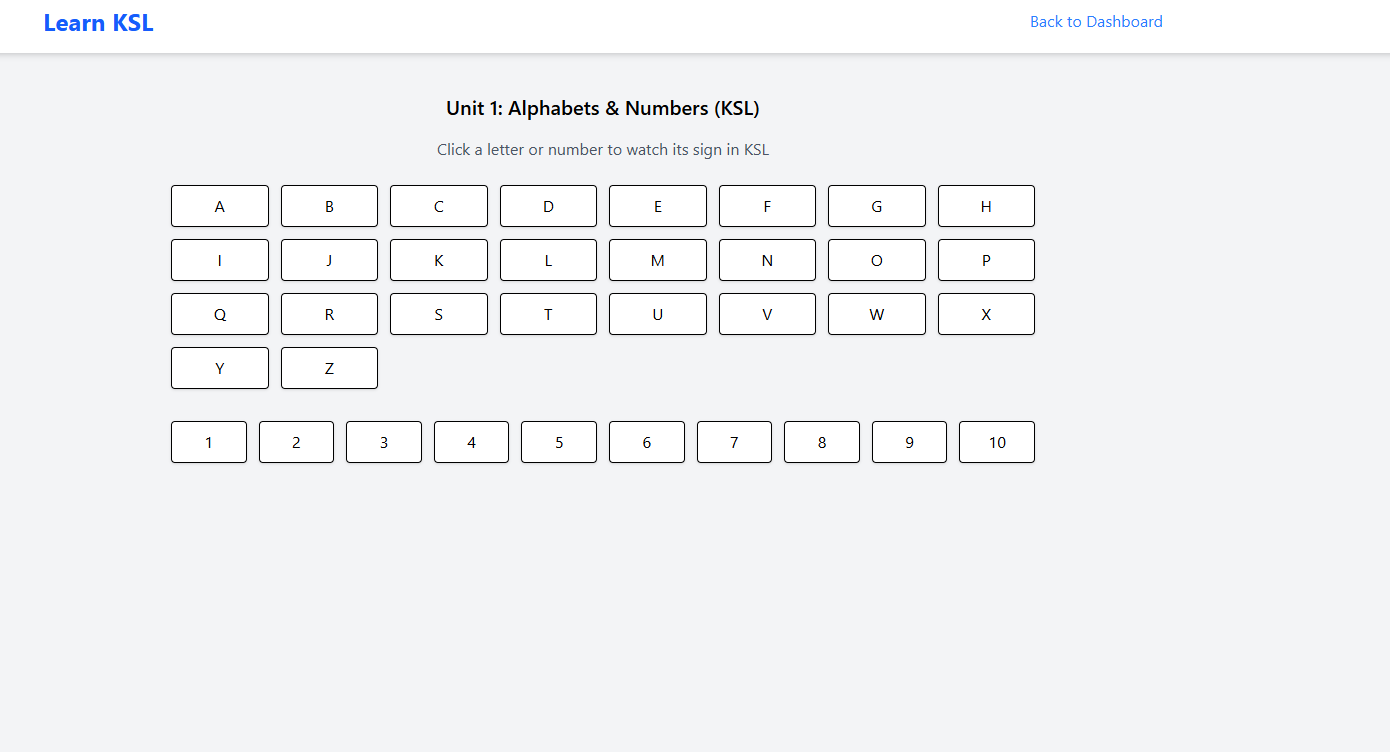 Learn KSL
Back to Dashboard
Unit 1: Alphabets & Numbers (KSL)
Click a letter or number to watch its sign in KSL
A B C D E F G H
I J K L M N O P
Q R S T U V W X
Y Z
1 2 3 4 5 6 7 8 9 10